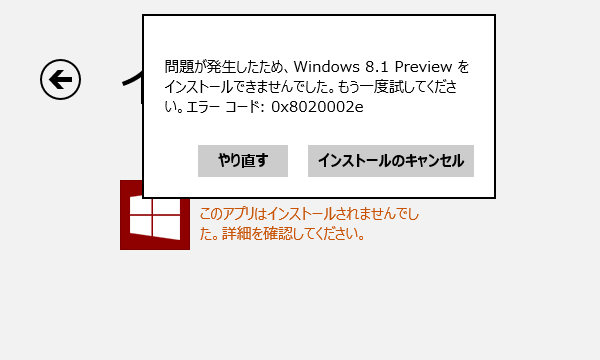 問題が発生したため、Windows 8.1 Preview を
インストールできませんでした。もう一度試してくださ
い。エラー コード: 0x8020002e
やり直す
インストールのキャンセル
このアプリはインストールされませんでし
た。詳細を確認してください。